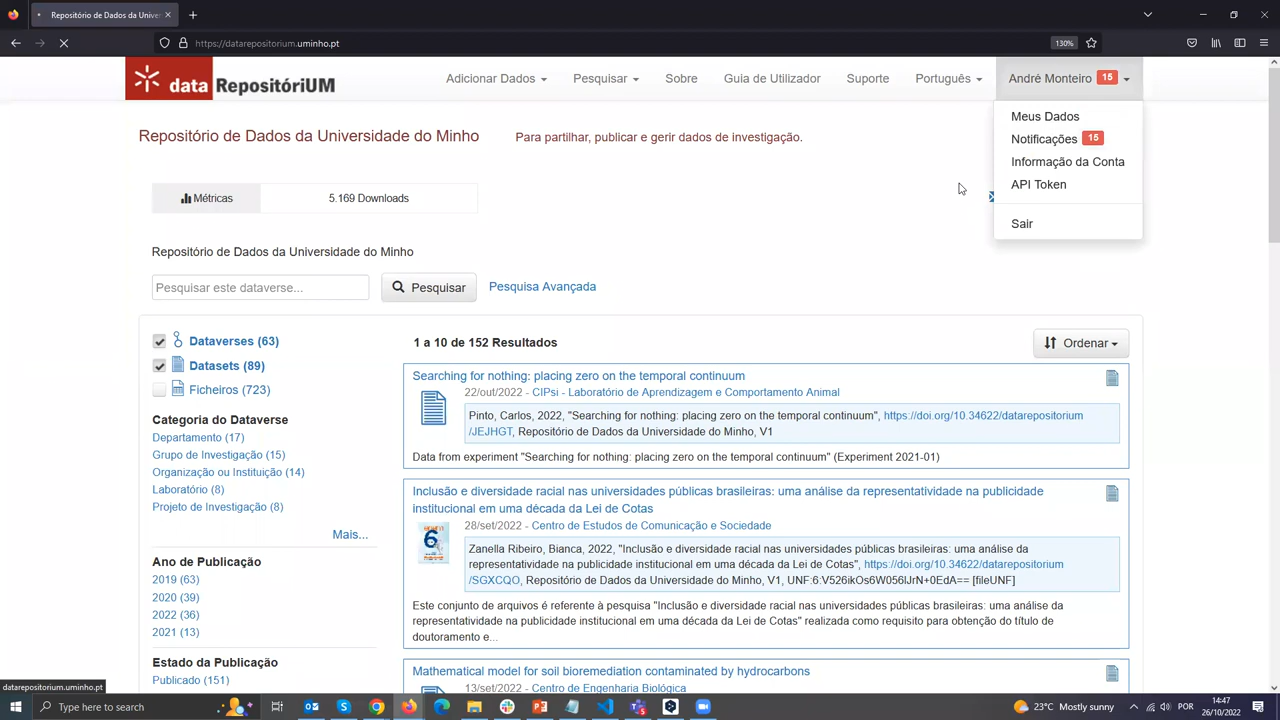 Repositório de Dados da Univer
https://datarepositorium.uminho.pt
130%
data RepositóriUM
Adicionar Dados
Pesquisar
Sobre
Guia de Utilizador
Suporte
Português
André Monteiro 15
Meus Dados
Notificações 15
Informação da Conta
API Token
Sair
Repositório de Dados da Universidade do Minho
Para partilhar, publicar e gerir dados de investigação.
Métricas
5.169 Downloads
Repositório de Dados da Universidade do Minho
Pesquisar este dataverse...
Pesquisar
Pesquisa Avançada
Dataverses (63)
Datasets (89)
Ficheiros (723)
Categoria do Dataverse
Departamento (17)
Grupo de Investigação (15)
Organização ou Instituição (14)
Laboratório (8)
Projeto de Investigação (8)
Mais...
Ano de Publicação
2019 (63)
2020 (39)
2022 (36)
2021 (13)
Estado da Publicação
Publicado (151)
1 a 10 de 152 Resultados
Ordenar
Searching for nothing: placing zero on the temporal continuum
22/out/2022 - CIPsi - Laboratório de Aprendizagem e Comportamento Animal
Pinto, Carlos, 2022, "Searching for nothing: placing zero on the temporal continuum", https://doi.org/10.34622/datarepositorium
/JEJHGT, Repositório de Dados da Universidade do Minho, V1
Data from experiment "Searching for nothing: placing zero on the temporal continuum" (Experiment 2021-01)
Inclusão e diversidade racial nas universidades públicas brasileiras: uma análise da representatividade na publicidade
institucional em uma década da Lei de Cotas
28/set/2022 - Centro de Estudos de Comunicação e Sociedade
Zanella Ribeiro, Bianca, 2022, "Inclusão e diversidade racial nas universidades públicas brasileiras: uma análise da
representatividade na publicidade institucional em uma década da Lei de Cotas", https://doi.org/10.34622/datarepositorium
/SGXCQO, Repositório de Dados da Universidade do Minho, V1, UNF:6:V526ikOs6W056lJrN+0EdA== [fileUNF]
Este conjunto de arquivos é referente à pesquisa "Inclusão e diversidade racial nas universidades públicas brasileiras: uma análise da
representatividade na publicidade institucional em uma década da Lei de Cotas" realizada como requisito para obtenção do título de
doutoramento e...
Mathematical model for soil bioremediation contaminated by hydrocarbons
13/set/2022 - Centro de Engenharia Biológica
datarepositorium.uminho.pt
Type here to search
23°C Mostly sunny
POR
14:47
26/10/2022